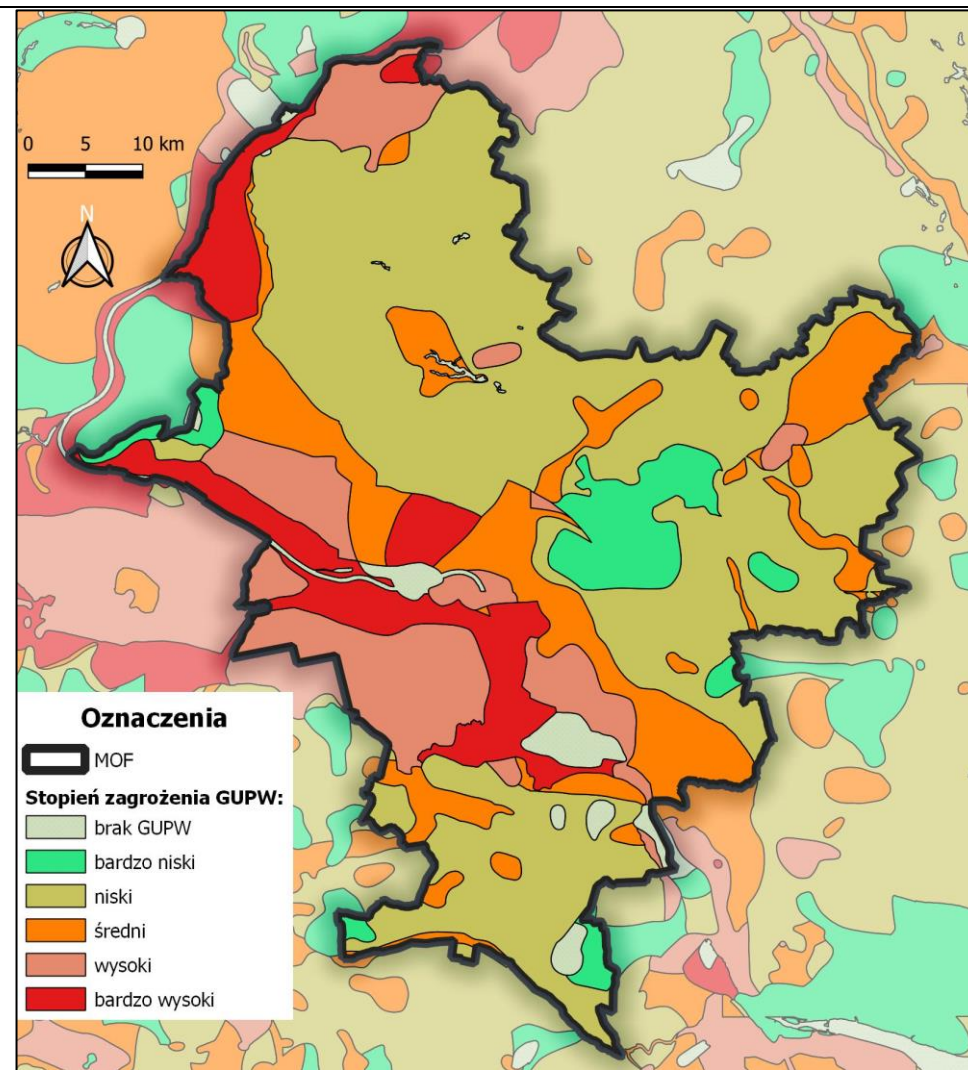 0 5 10 km
N
Oznaczenia
MOF
Stopień zagrożenia GUPW:
brak GUPW
bardzo niski
niski
średni
wysoki
bardzo wysoki